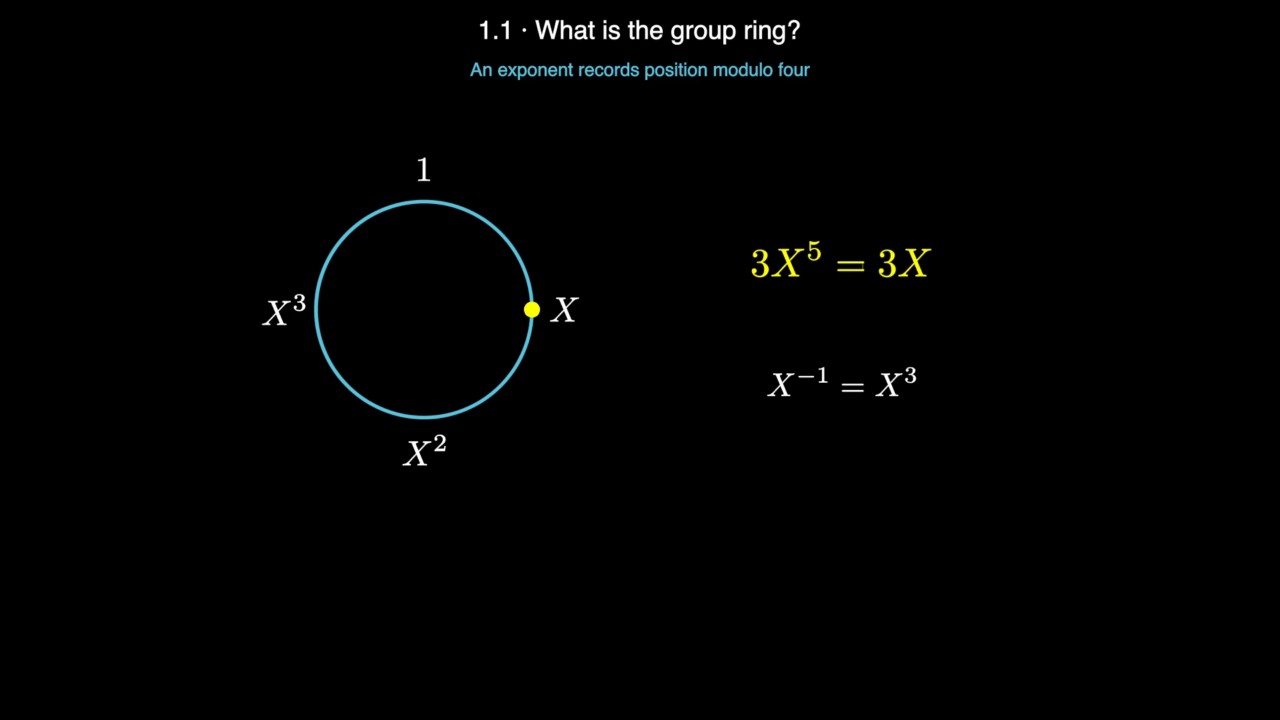 1.1 · What is the group ring?
An exponent records position modulo four
1
3X⁵ = 3X
X³
X
X⁻¹ = X³
X²